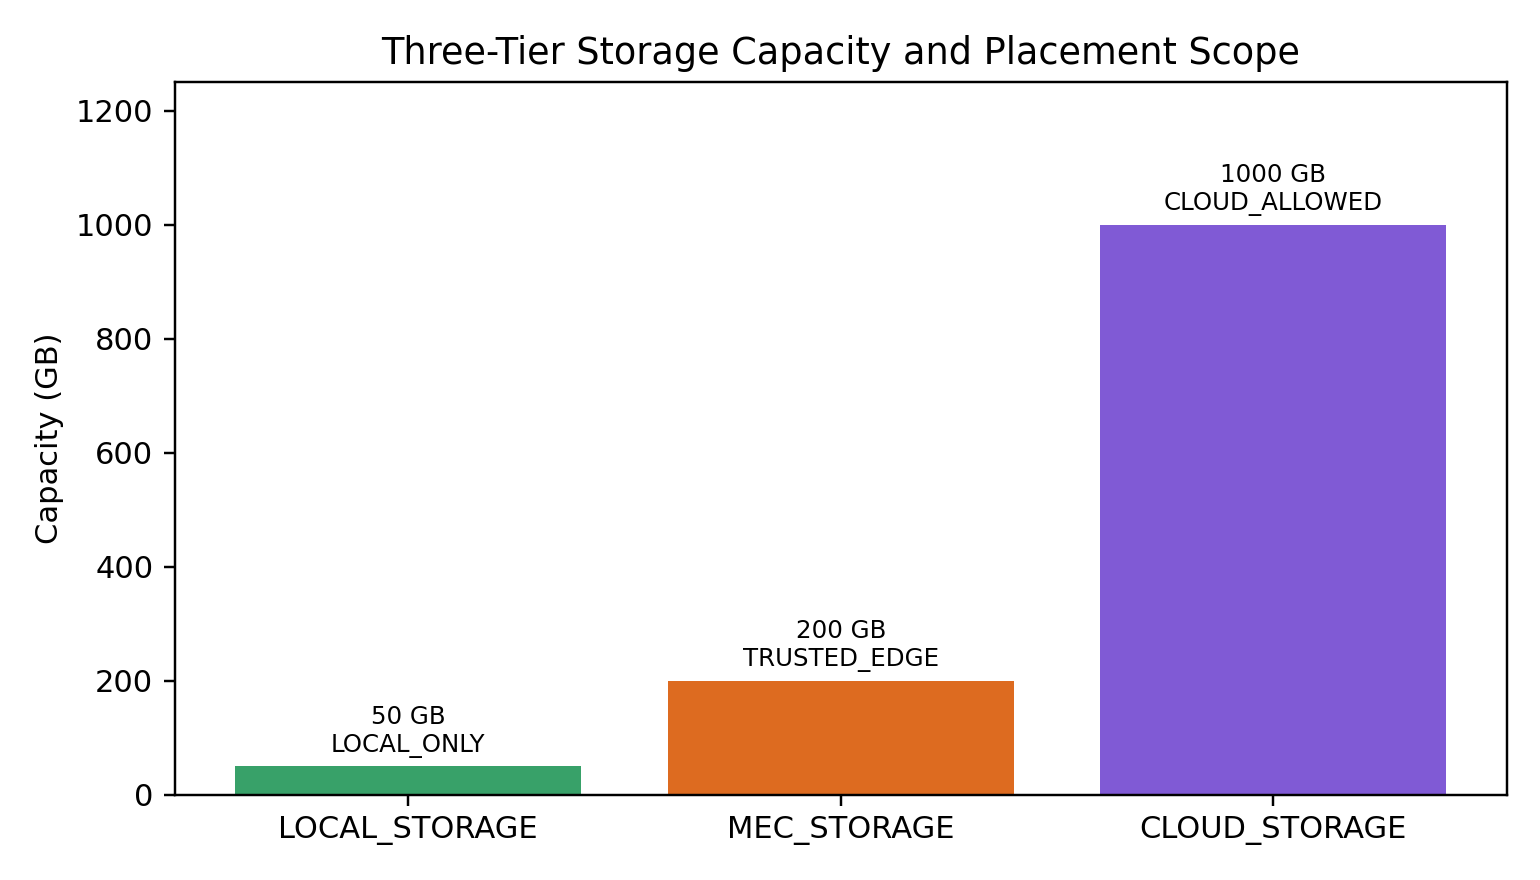 Three-Tier Storage Capacity and Placement Scope
Capacity (GB)
1200
1000
800
600
400
200
0
50 GB
LOCAL_ONLY
200 GB
TRUSTED_EDGE
1000 GB
CLOUD_ALLOWED
LOCAL_STORAGE
MEC_STORAGE
CLOUD_STORAGE